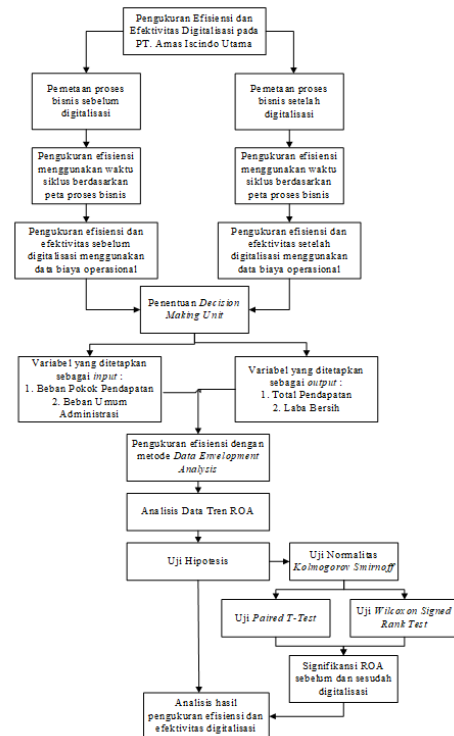 Pengukuran Efisiensi dan
Efektivitas Digitalisasi pada
PT. Amas Iscindo Utama
Pemetaan proses
bisnis sebelum
digitalisasi
Pemetaan proses
bisnis setelah
digitalisasi
Pengukuran efisiensi
menggunakan waktu
siklus berdasarkan
peta proses bisnis
Pengukuran efisiensi
menggunakan waktu
siklus berdasarkan
peta proses bisnis
Pengukuran efisiensi dan
efektivitas sebelum
digitalisasi menggunakan
data biaya operasional
Pengukuran efisiensi dan
efektivitas setelah
digitalisasi menggunakan
data biaya operasional
Penentuan Decision
Making Unit
Variabel yang ditetapkan
sebagai input :
1. Beban Pokok Pendapatan
2. Beban Umum
Administrasi
Variabel yang ditetapkan
sebagai output :
1. Total Pendapatan
2. Laba Bersih
Pengukuran efisiensi dengan
metode Data Envelopment
Analysis
Analisis Data Tren ROA
Uji Hipotesis
Uji Normalitas
Kolmogorov Smirnoff
Uji Paired T-Test
Uji Wilcaxon Signed
Rank Test
Signifikansi ROA
sebelum dan sesudah
digitalisasi
Analisis hasil
pengukuran efisiensi dan
efektivitas digitalisasi